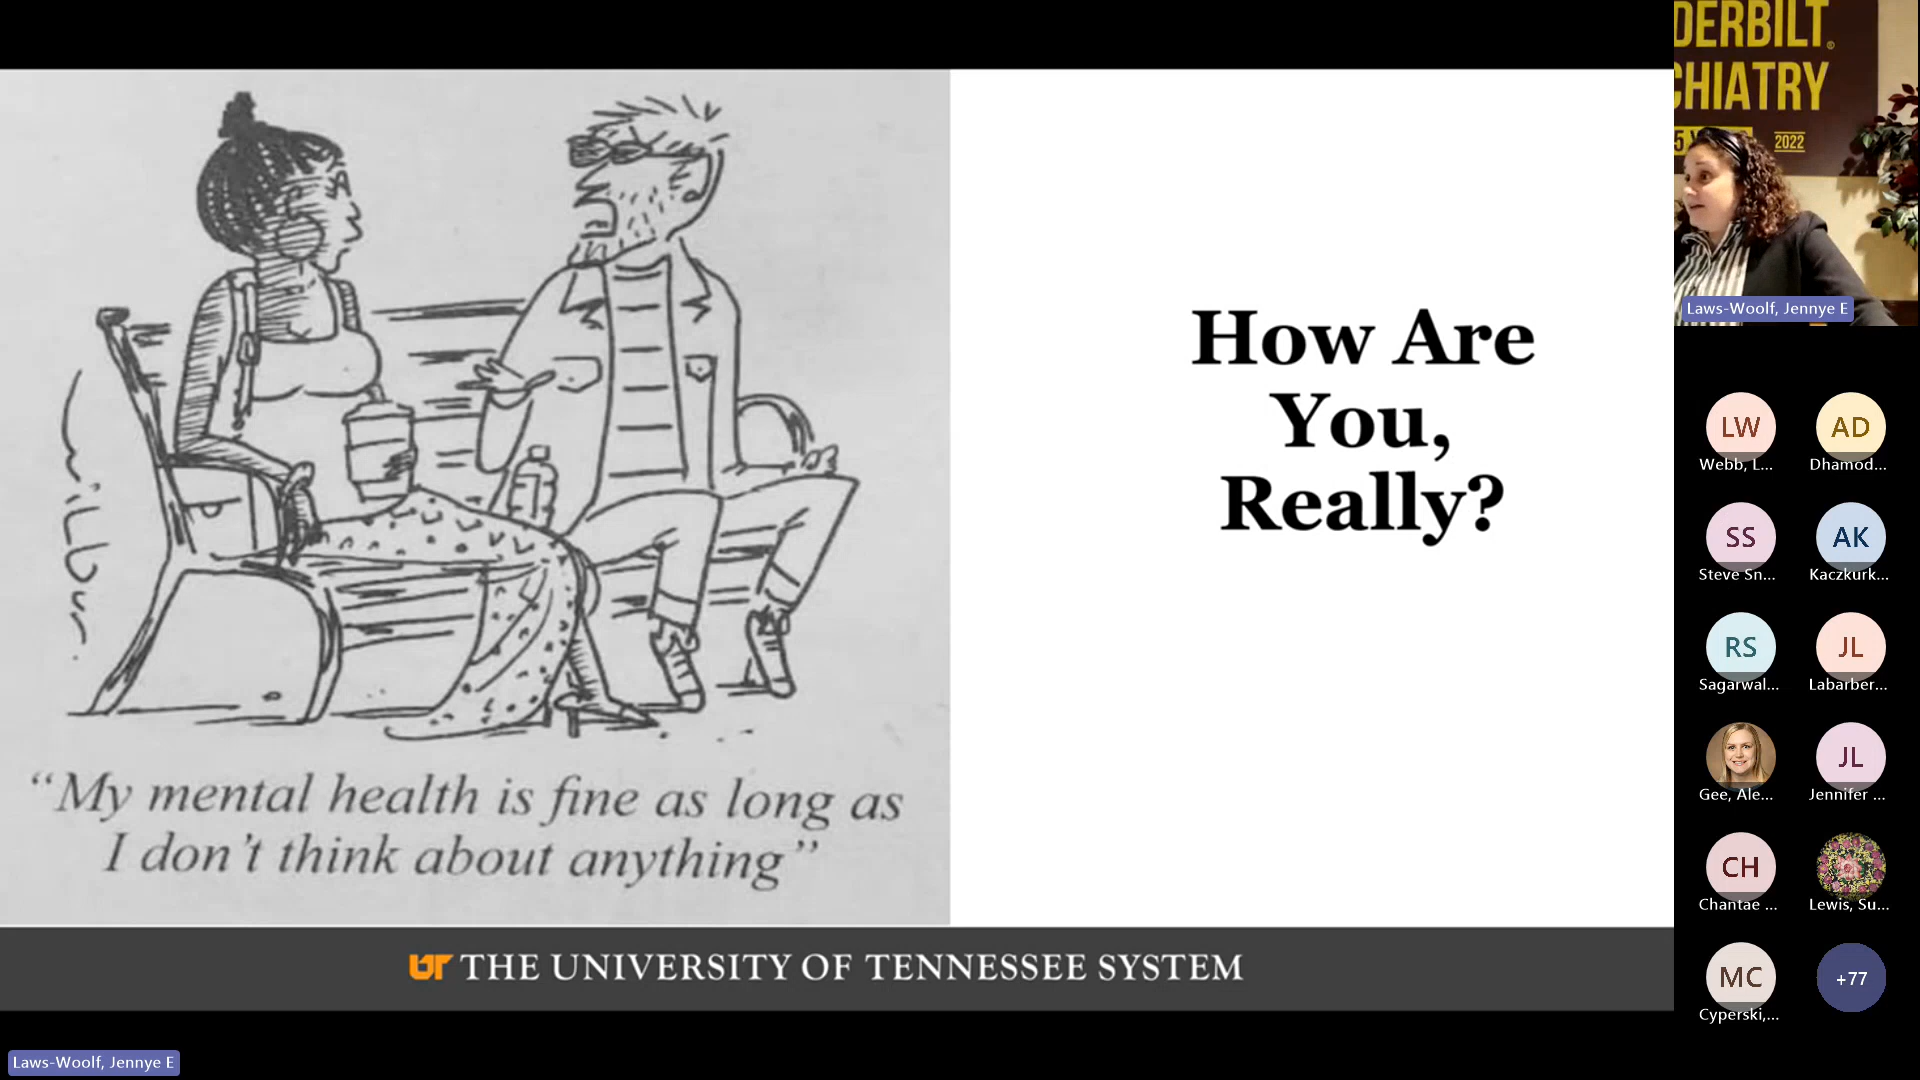 “My mental health is fine as long as
I don’t think about anything”
How Are
You,
Really?
UT THE UNIVERSITY OF TENNESSEE SYSTEM
DERBILT®
CHIATRY
2022
Laws-Woolf, Jennye E
LW
Webb, L...
AD
Dhamod...
SS
Steve Sn...
AK
Kaczkurk...
RS
Sagarwal...
JL
Labarber...
Gee, Ale...
JL
Jennifer ...
CH
Chantae ...
Lewis, Su...
MC
Cyperski,...
+77
Laws-Woolf, Jennye E